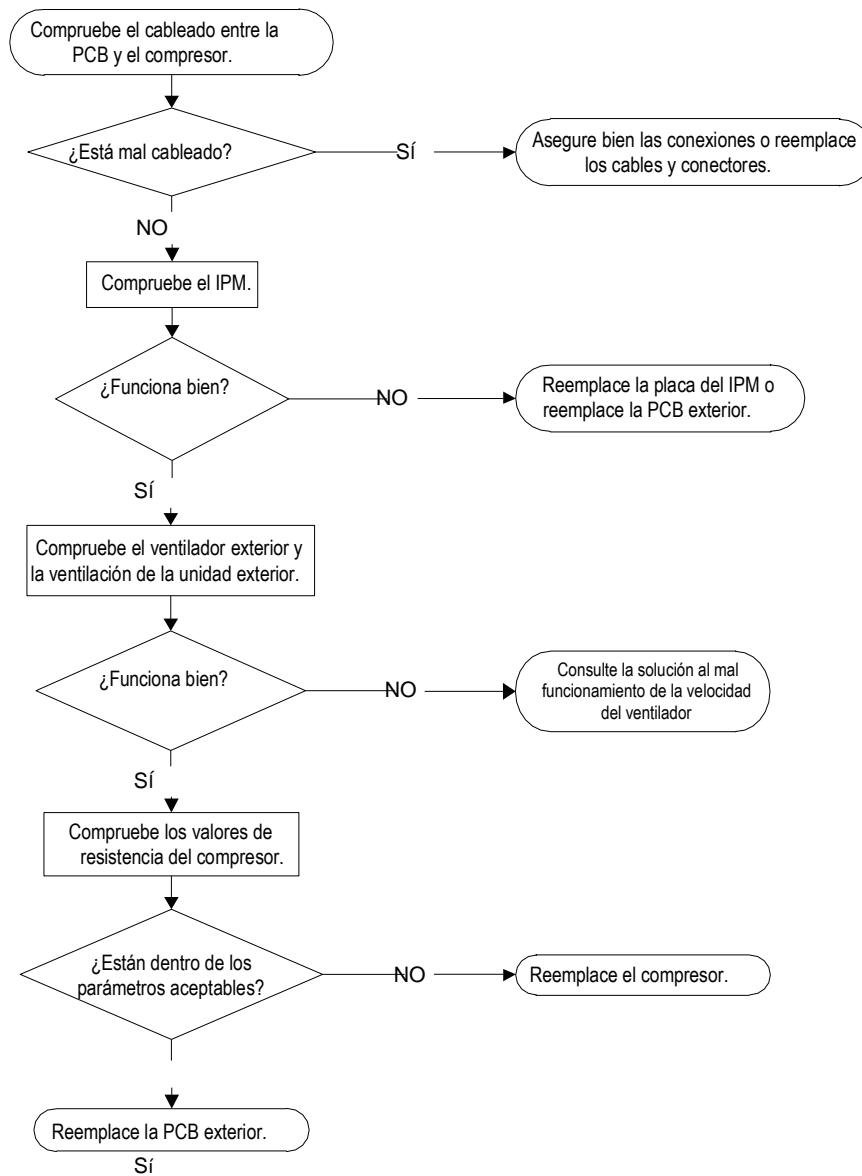 Compruebe el cableado entre la
PCB y el compresor.
¿Está mal cableado?
Sí
Asegure bien las conexiones o reemplace
los cables y conectores.
NO
Compruebe el IPM.
¿Funciona bien?
NO
Reemplace la placa del IPM o
reemplace la PCB exterior.
Sí
Compruebe el ventilador exterior y
la ventilación de la unidad exterior.
¿Funciona bien?
NO
Consulte la solución al mal
funcionamiento de la velocidad
del ventilador
Sí
Compruebe los valores de
resistencia del compresor.
¿Están dentro de los
parámetros aceptables?
NO
Reemplace el compresor.
Reemplace la PCB exterior.
Sí